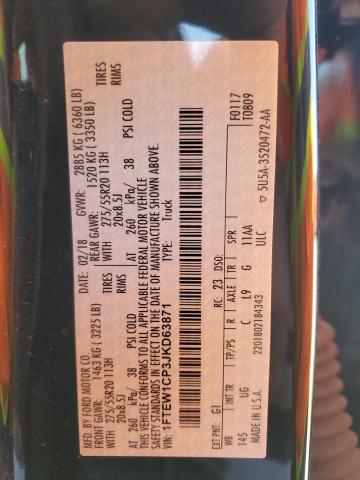 MFD. BY FORD MOTOR CO.
DATE: 02/18 GVWR: 2885 KG ( 6360 LB)
FRONT GAWR: 1463 KG ( 3225 LB) REAR GAWR: 1520 KG ( 3350 LB)
WITH 275/55R20 113H WITH 275/55R20 113H TIRES
20x8.5J 20x8.5J RIMS
AT 260 kPa/ 38 PSI COLD AT 260 kPa/ 38 PSI COLD
THIS VEHICLE CONFORMS TO ALL APPLICABLE FEDERAL MOTOR VEHICLE
SAFETY STANDARDS IN EFFECT ON THE DATE OF MANUFACTURE SHOWN ABOVE.
VIN: 1FTEW1CP3JKD63871
TYPE: Truck
F0117
T0809
EXT PNT: G1 RC: 23 DSO:
WB INT TR TP/PS R AXLE TR SPR
145 UG C L9 G 11AA
ULC
MADE IN U.S.A. 2201802184343
5U5A-3520472-AA
TIRES
RIMS